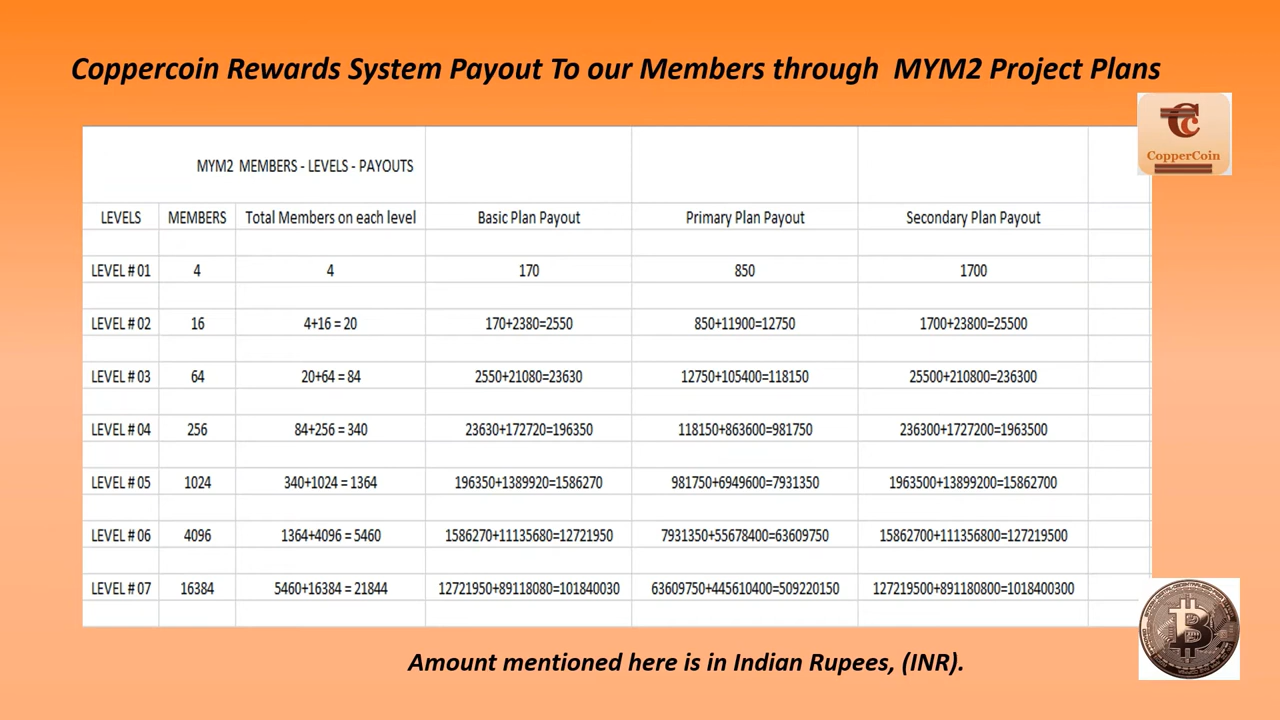 Coppercoin Rewards System Payout To our Members through MYM2 Project Plans
CopperCoin
MYM2 MEMBERS - LEVELS - PAYOUTS
LEVELS MEMBERS Total Members on each level Basic Plan Payout Primary Plan Payout Secondary Plan Payout
LEVEL # 01 4 4 170 850 1700
LEVEL # 02 16 4+16 = 20 170+2380=2550 850+11900=12750 1700+23800=25500
LEVEL # 03 64 20+64 = 84 2550+21080=23630 12750+105400=118150 25500+210800=236300
LEVEL # 04 256 84+256 = 340 23630+172720=196350 118150+863600=981750 236300+1727200=1963500
LEVEL # 05 1024 340+1024 = 1364 196350+1389920=1586270 981750+6949600=7931350 1963500+13899200=15862700
LEVEL # 06 4096 1364+4096 = 5460 1586270+11135680=12721950 7931350+55678400=63609750 15862700+111356800=127219500
LEVEL # 07 16384 5460+16384 = 21844 12721950+89118080=101840030 63609750+445610400=509220150 127219500+891180800=1018400300
Amount mentioned here is in Indian Rupees, (INR).